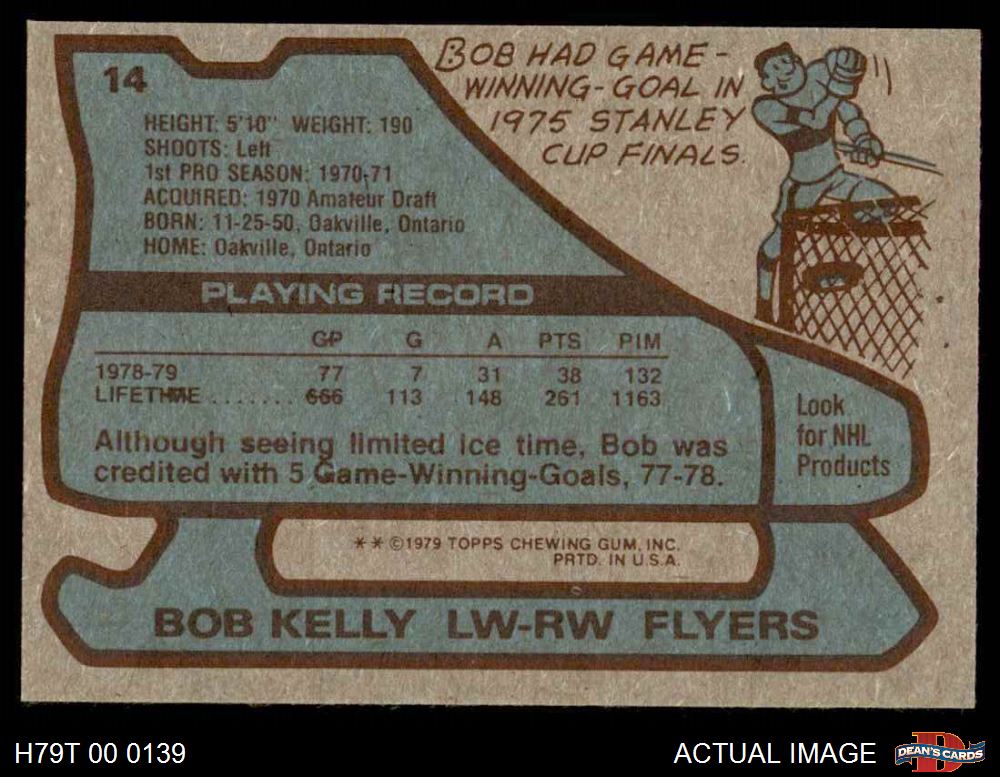 14
BOB HAD GAME-
WINNING-GOAL IN
1975 STANLEY
CUP FINALS.
HEIGHT: 5'10" WEIGHT: 190
SHOOTS: Left
1st PRO SEASON: 1970-71
ACQUIRED: 1970 Amateur Draft
BORN: 11-25-50, Oakville, Ontario
HOME: Oakville, Ontario
PLAYING RECORD
GP G A PTS PIM
1978-79 77 7 31 38 132
LIFETIME ....... 666 113 148 261 1163
Although seeing limited ice time, Bob was
credited with 5 Game-Winning-Goals, 77-78.
Look
for NHL
Products
** ©1979 TOPPS CHEWING GUM, INC.
PRTD. IN U.S.A.
BOB KELLY LW-RW FLYERS
H79T 00 0139
ACTUAL IMAGE
DEAN'S CARDS